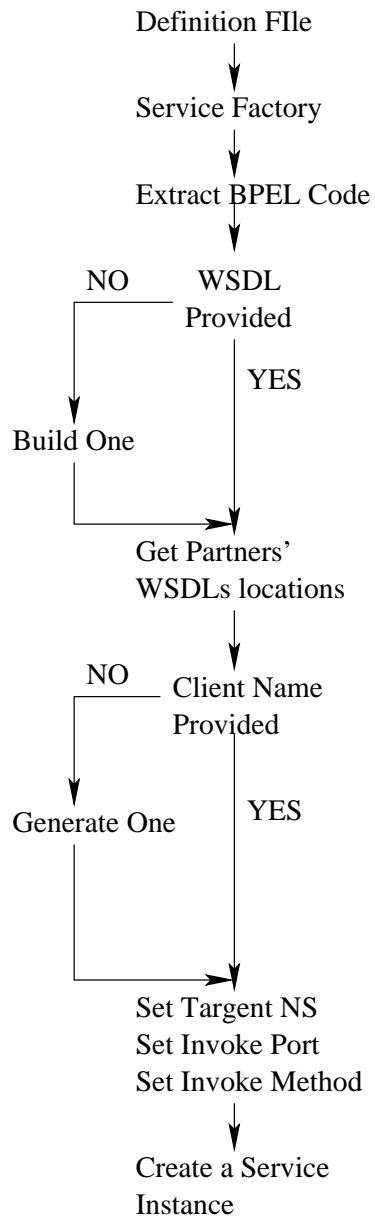 Definition FIle
Service Factory
Extract BPEL Code
NO
WSDL
Provided
YES
Build One
Get Partners’
WSDLs locations
NO
Client Name
Provided
YES
Generate One
Set Targent NS
Set Invoke Port
Set Invoke Method
Create a Service
Instance